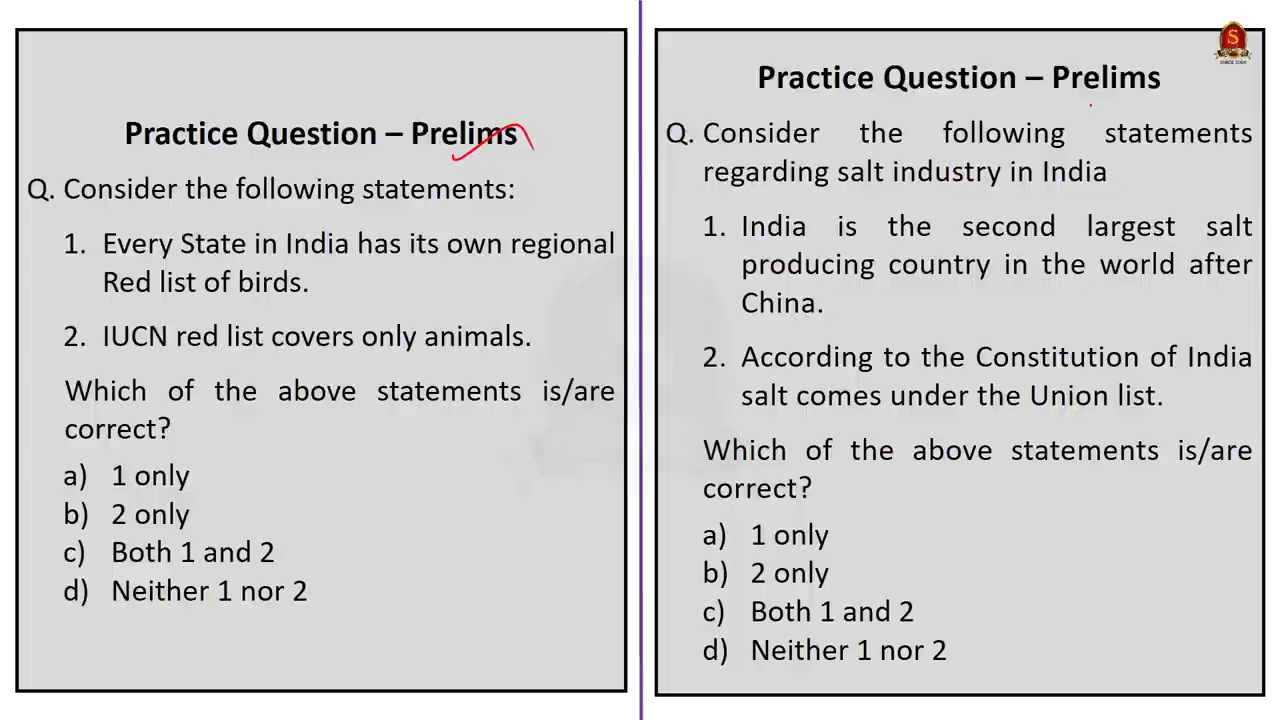 Practice Question – Prelims
Q. Consider the following statements:
1. Every State in India has its own regional
Red list of birds.
2. IUCN red list covers only animals.
Which of the above statements is/are
correct?
a) 1 only
b) 2 only
c) Both 1 and 2
d) Neither 1 nor 2
Practice Question – Prelims
Q. Consider the following statements
regarding salt industry in India
1. India is the second largest salt
producing country in the world after
China.
2. According to the Constitution of India
salt comes under the Union list.
Which of the above statements is/are
correct?
a) 1 only
b) 2 only
c) Both 1 and 2
d) Neither 1 nor 2
S